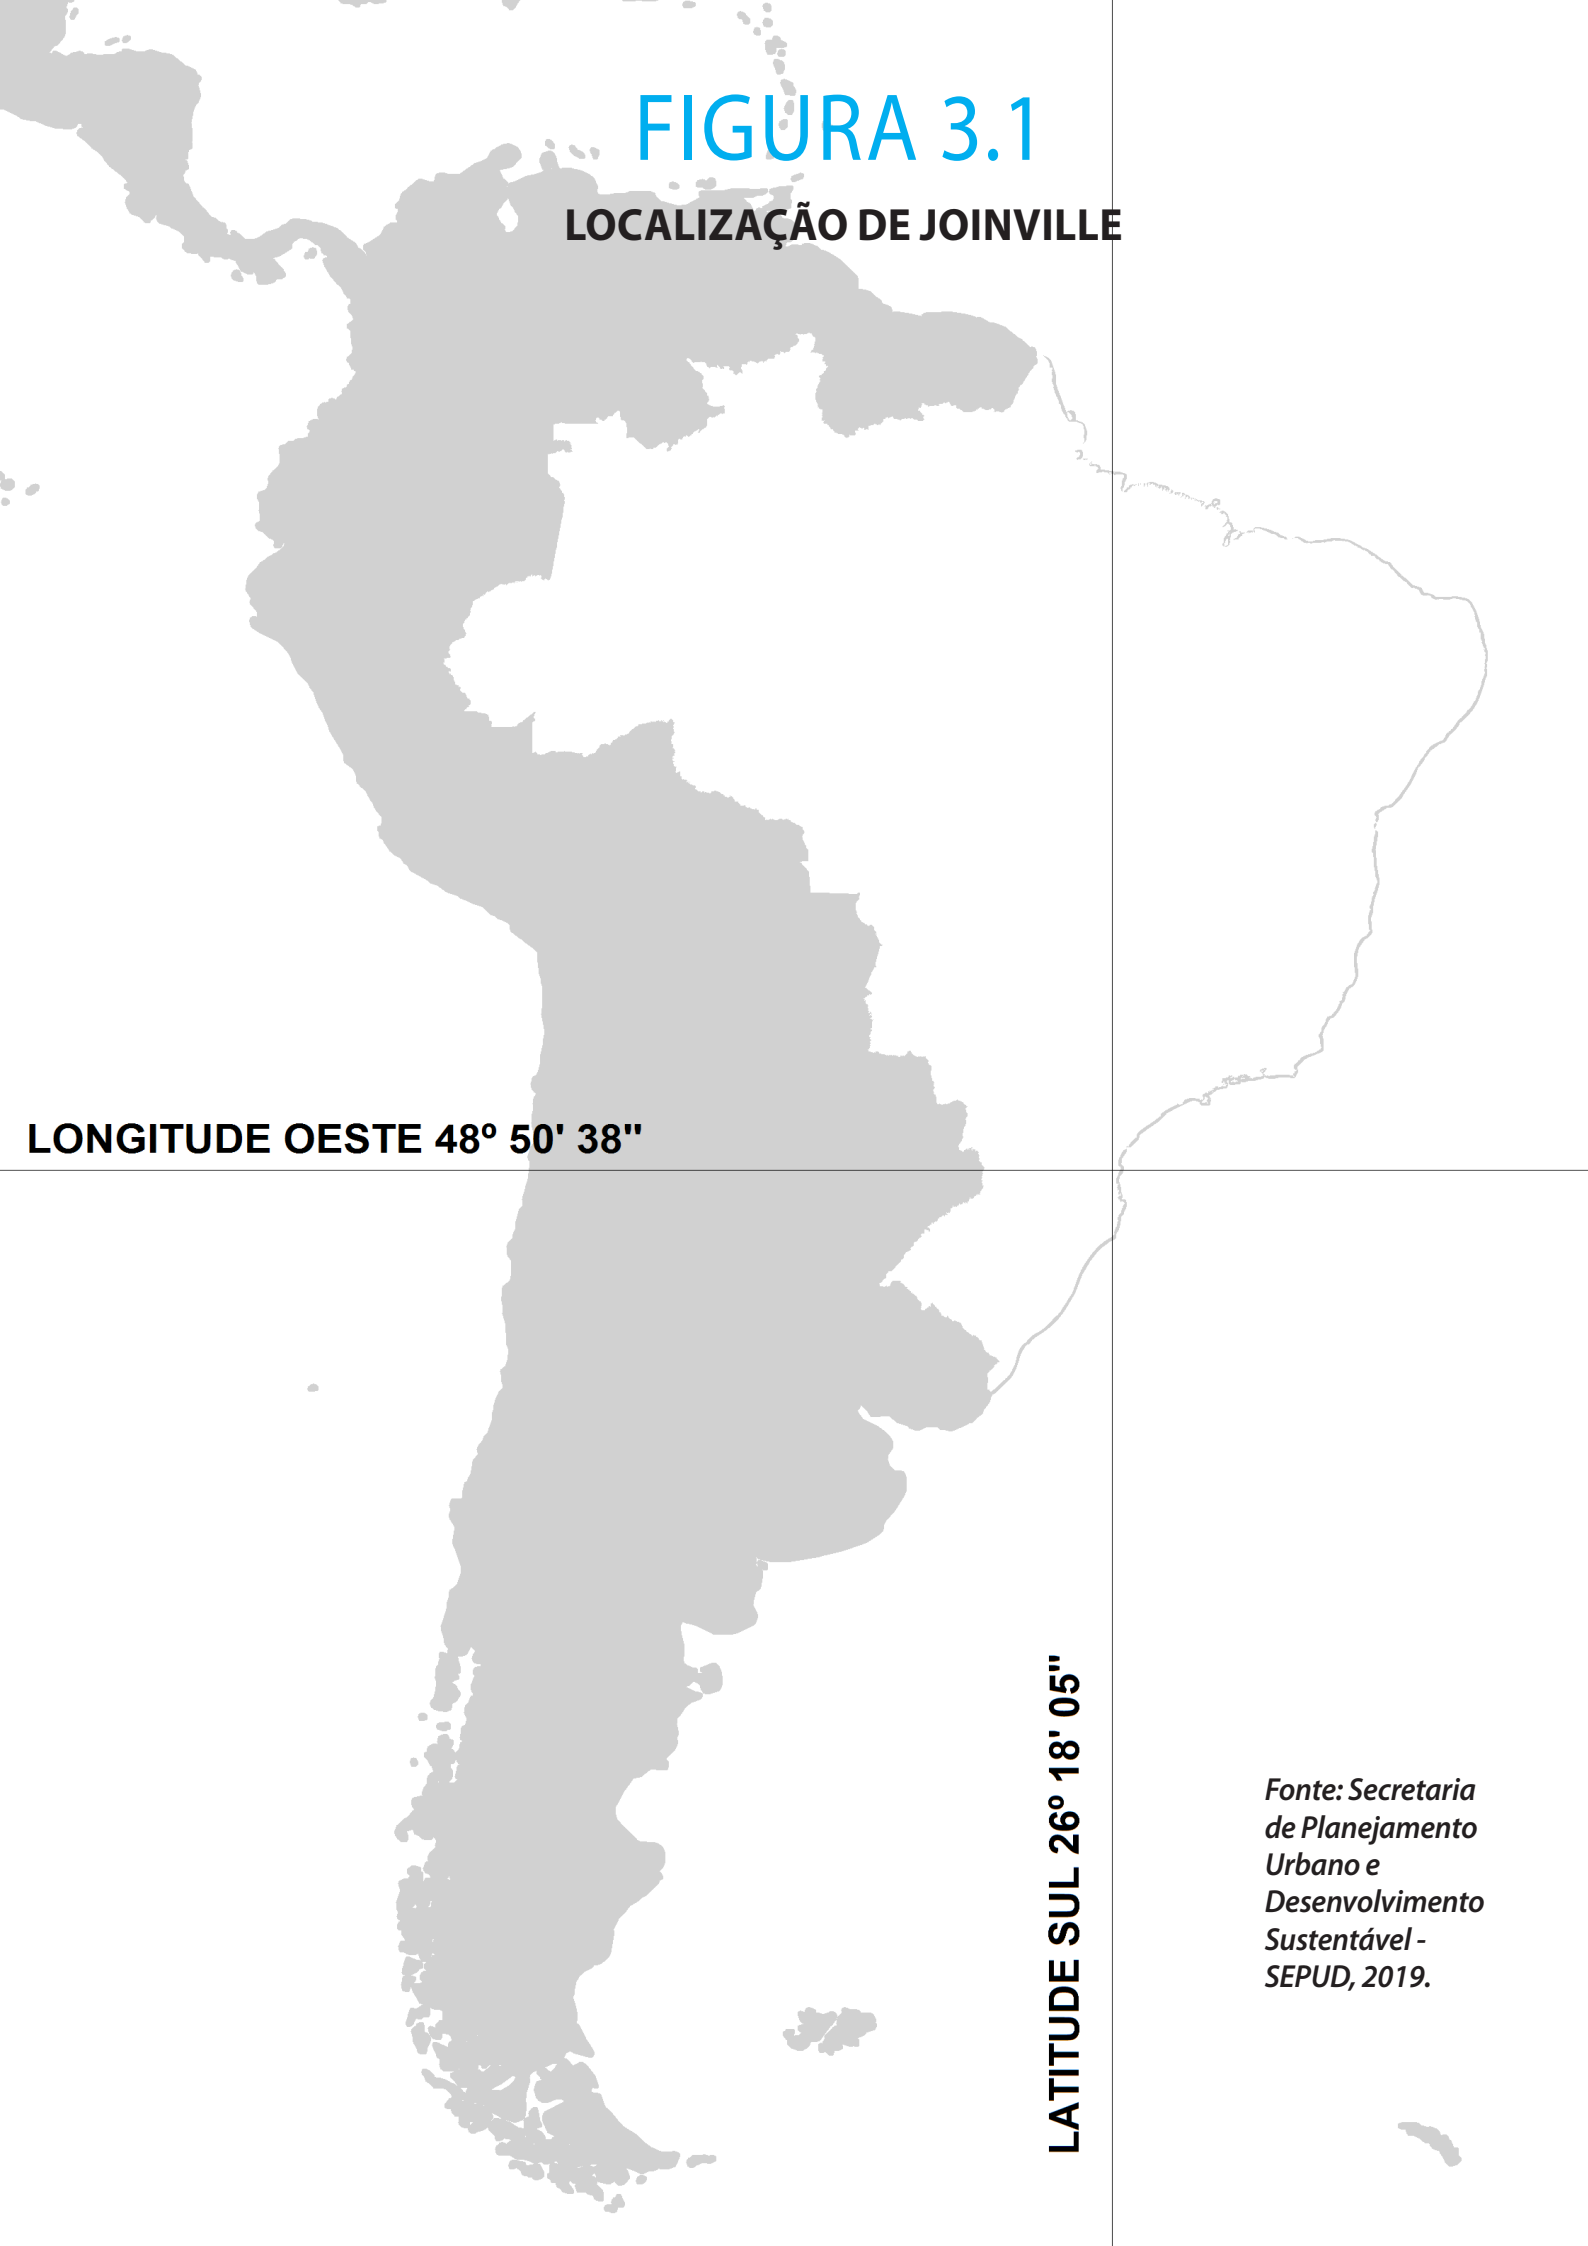 FIGURA 3.1
LOCALIZAÇÃO DE JOINVILLE
LONGITUDE OESTE 48º 50' 38"
LATITUDE SUL 26º 18' 05"
Fonte: Secretaria
de Planejamento
Urbano e
Desenvolvimento
Sustentável -
SEPUD, 2019.